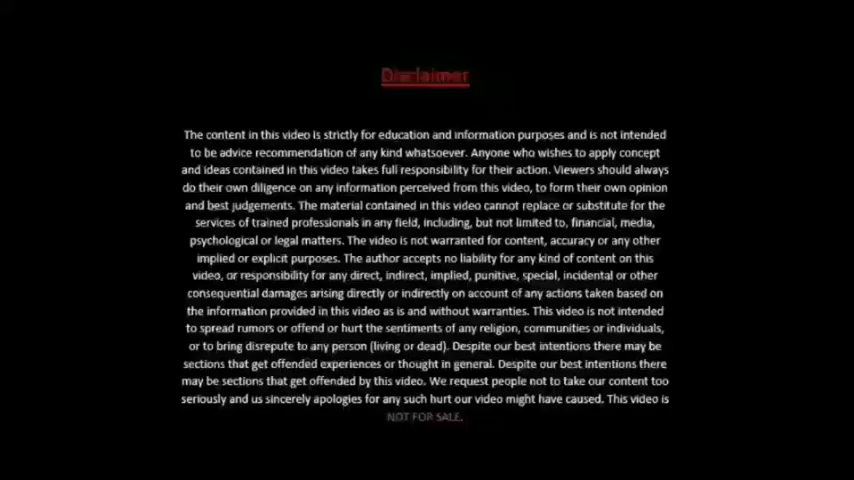 Disclaimer
The content in this video is strictly for education and information purposes and is not intended
to be advice recommendation of any kind whatsoever. Anyone who wishes to apply concept
and ideas contained in this video takes full responsibility for their action. Viewers should always
do their own diligence on any information perceived from this video, to form their own opinion
and best judgements. The material contained in this video cannot replace or substitute for the
services of trained professionals in any field, including, but not limited to, financial, media,
psychological or legal matters. The video is not warranted for content, accuracy or any other
implied or explicit purposes. The author accepts no liability for any kind of content on this
video, or responsibility for any direct, indirect, implied, punitive, special, incidental or other
consequential damages arising directly or indirectly on account of any actions taken based on
the information provided in this video as is and without warranties. This video is not intended
to spread rumors or offend or hurt the sentiments of any religion, communities or individuals,
or to bring disrepute to any person (living or dead). Despite our best intentions there may be
sections that get offended experiences or thought in general. Despite our best intentions there
may be sections that get offended by this video. We request people not to take our content too
seriously and us sincerely apologies for any such hurt our video might have caused. This video is
NOT FOR SALE.